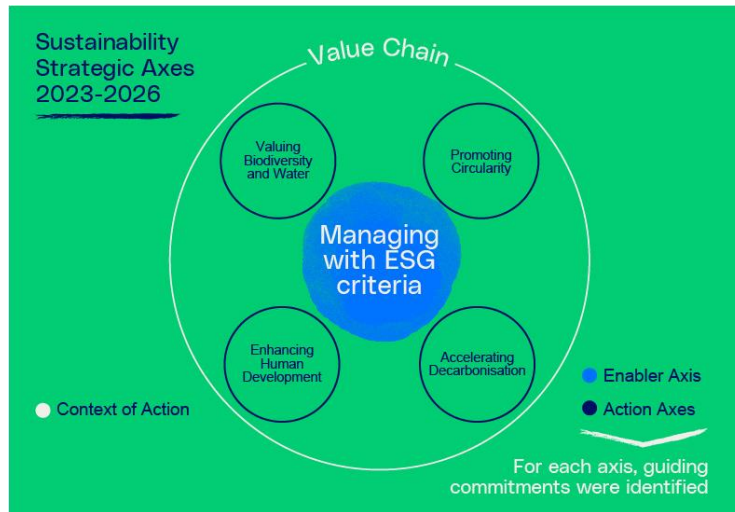 Sustainability
Strategic Axes
2023-2026
Value Chain
Valuing
Biodiversity
and Water
Promoting
Circularity
Managing
with ESG
criteria
Enhancing
Human
Development
Accelerating
Decarbonisation
Context of Action
Enabler Axis
Action Axes
For each axis, guiding
commitments were identified